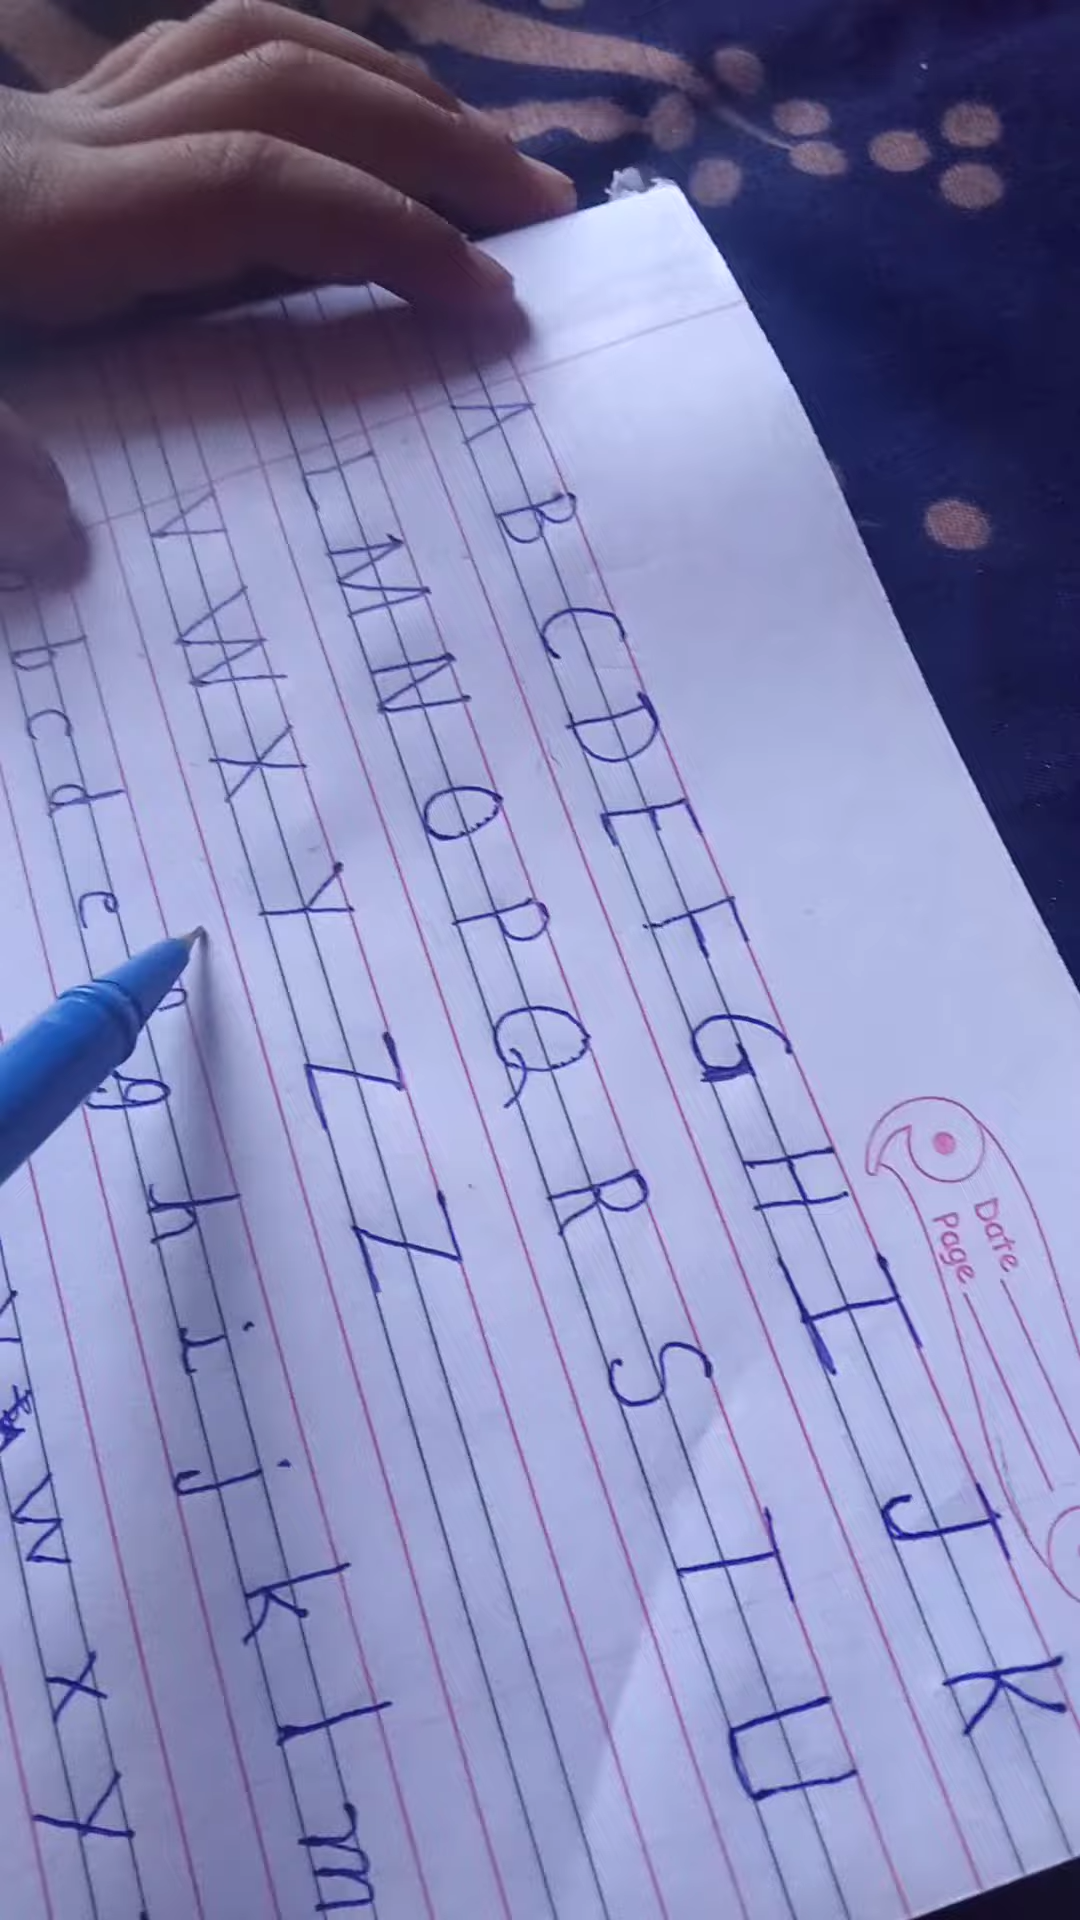 Date
Page
A B C D E F G H I J K
L M N O P Q R S T U
V W X Y Z Z
b c d e g h i j k l m
w x y